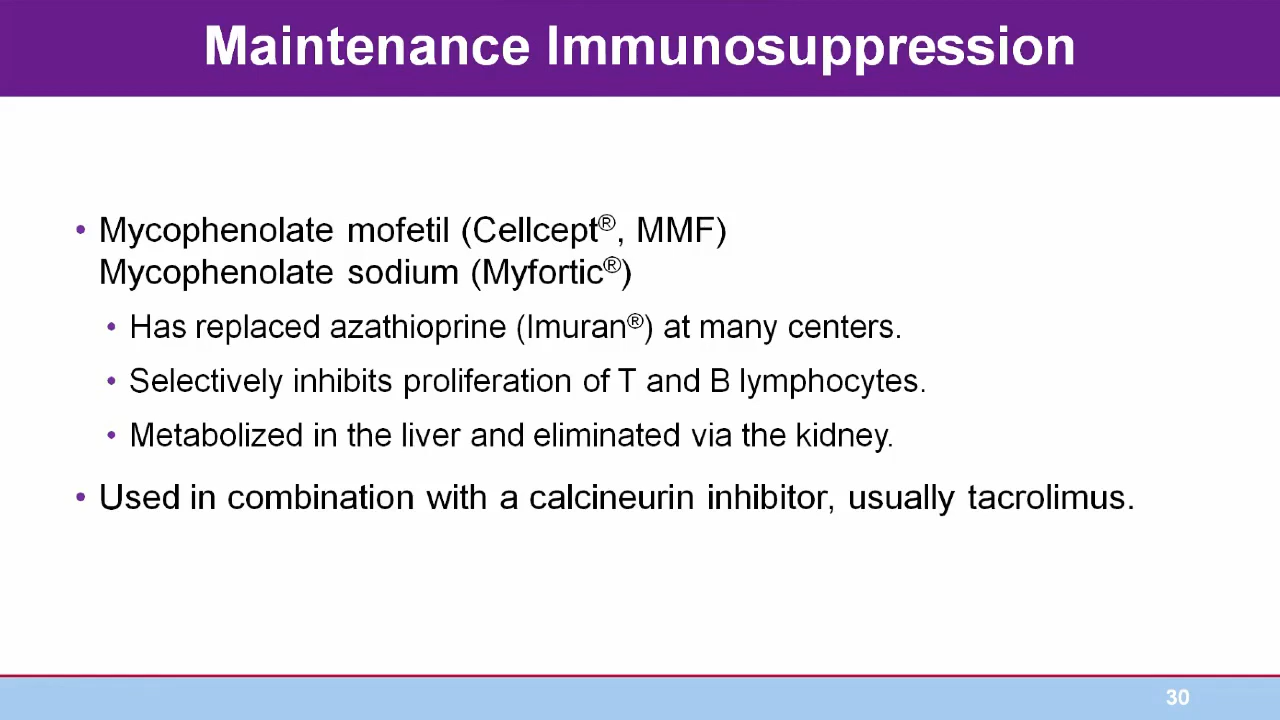 Maintenance Immunosuppression
• Mycophenolate mofetil (Cellcept®, MMF)
Mycophenolate sodium (Myfortic®)
• Has replaced azathioprine (Imuran®) at many centers.
• Selectively inhibits proliferation of T and B lymphocytes.
• Metabolized in the liver and eliminated via the kidney.
• Used in combination with a calcineurin inhibitor, usually tacrolimus.
30